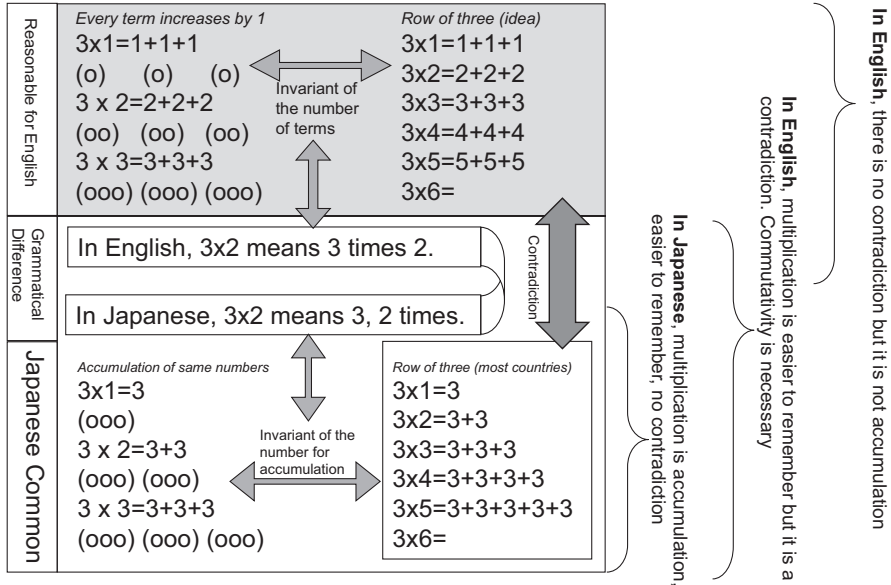 Reasonable for English
Every term increases by 1
3x1=1+1+1
(o) (o) (o)
3 x 2=2+2+2
(oo) (oo) (oo)
3 x 3=3+3+3
(ooo) (ooo) (ooo)
Invariant of
the number
of terms
Row of three (idea)
3x1=1+1+1
3x2=2+2+2
3x3=3+3+3
3x4=4+4+4
3x5=5+5+5
3x6=
Grammatical
Difference
In English, 3x2 means 3 times 2.
In Japanese, 3x2 means 3, 2 times.
Contradiction
Japanese Common
Accumulation of same numbers
3x1=3
(ooo)
3 x 2=3+3
(ooo) (ooo)
3 x 3=3+3+3
(ooo) (ooo) (ooo)
Invariant of the
number for
accumulation
Row of three (most countries)
3x1=3
3x2=3+3
3x3=3+3+3
3x4=3+3+3+3
3x5=3+3+3+3+3
3x6=
In Japanese, multiplication is accumulation,
easier to remember, no contradiction
In English, multiplication is easier to remember but it is a
contradiction. Commutativity is necessary
In English, there is no contradiction but it is not accumulation